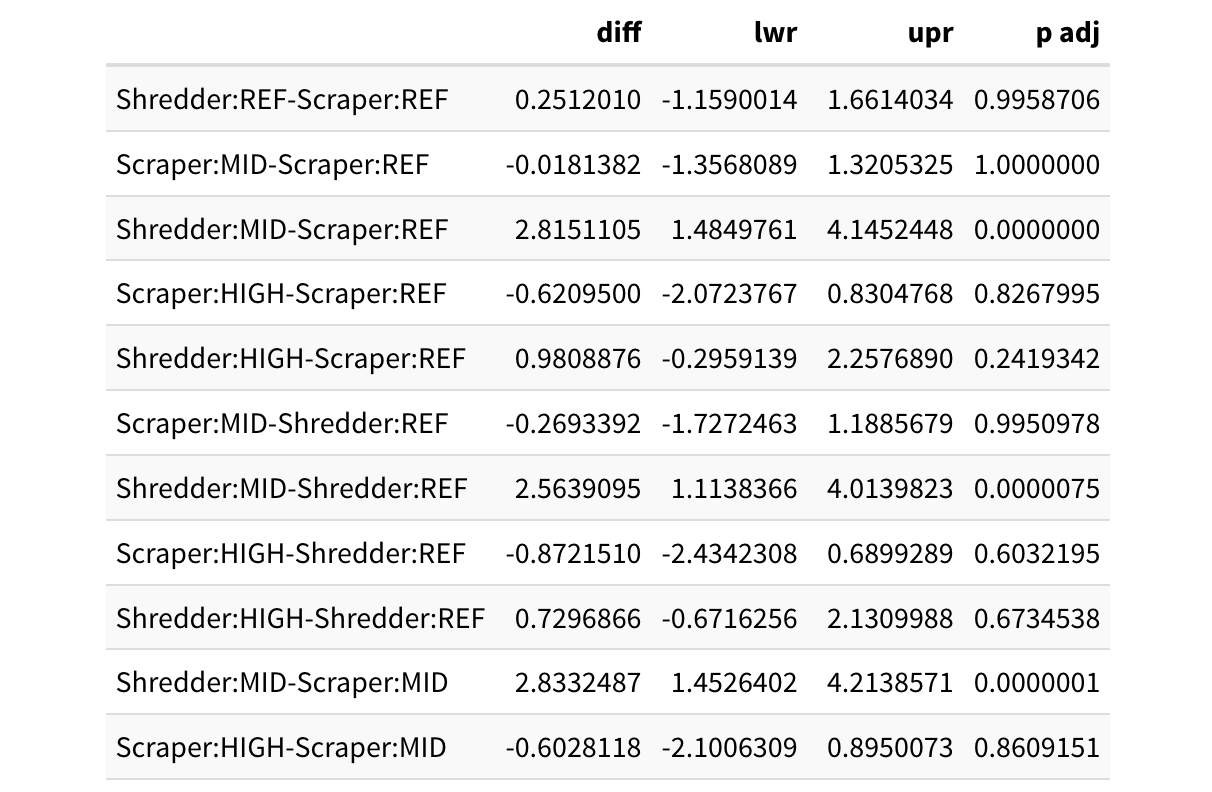 diff lwr upr p adj
Shredder:REF-Scraper:REF 0.2512010 -1.1590014 1.6614034 0.9958706
Scraper:MID-Scraper:REF -0.0181382 -1.3568089 1.3205325 1.0000000
Shredder:MID-Scraper:REF 2.8151105 1.4849761 4.1452448 0.0000000
Scraper:HIGH-Scraper:REF -0.6209500 -2.0723767 0.8304768 0.8267995
Shredder:HIGH-Scraper:REF 0.9808876 -0.2959139 2.2576890 0.2419342
Scraper:MID-Shredder:REF -0.2693392 -1.7272463 1.1885679 0.9950978
Shredder:MID-Shredder:REF 2.5639095 1.1138366 4.0139823 0.0000075
Scraper:HIGH-Shredder:REF -0.8721510 -2.4342308 0.6899289 0.6032195
Shredder:HIGH-Shredder:REF 0.7296866 -0.6716256 2.1309988 0.6734538
Shredder:MID-Scraper:MID 2.8332487 1.4526402 4.2138571 0.0000001
Scraper:HIGH-Scraper:MID -0.6028118 -2.1006309 0.8950073 0.8609151